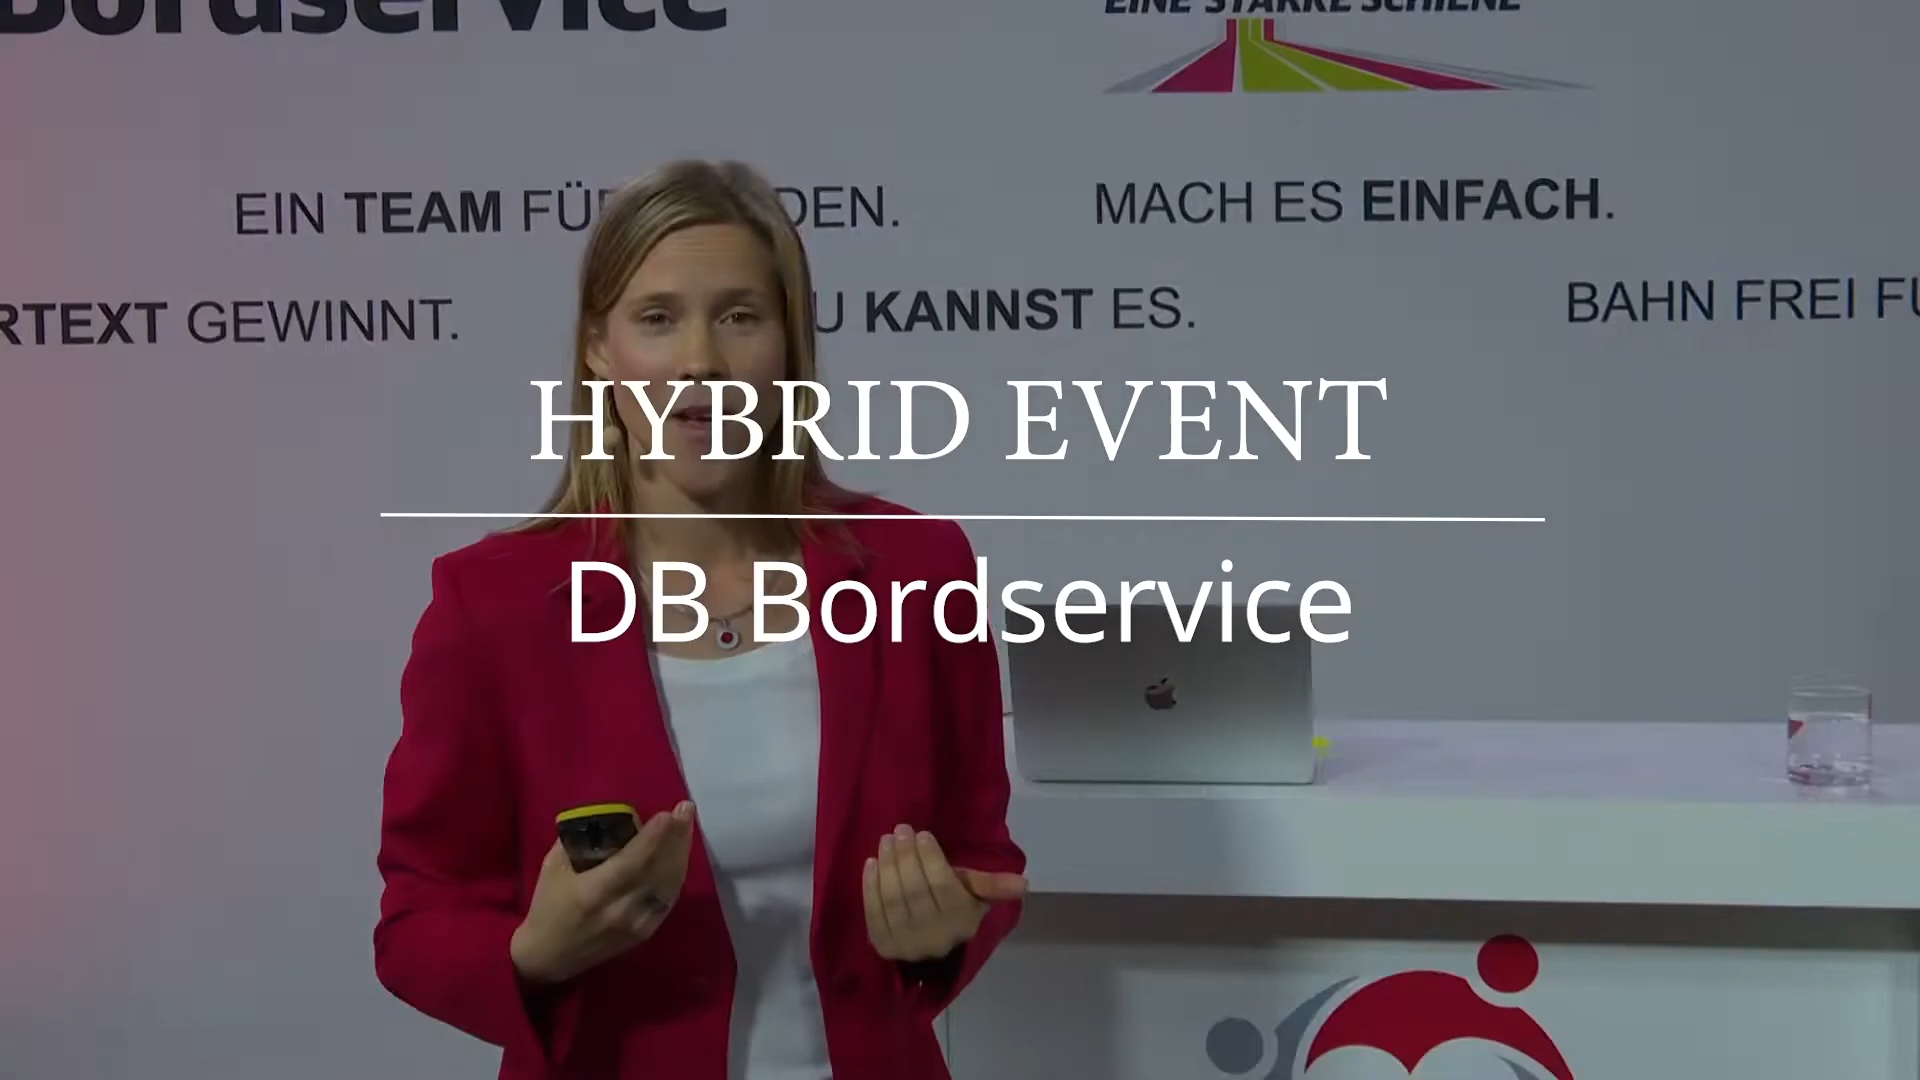 Bordservice
EINE STARKE SCHIENE
EIN TEAM FÜR DEN.
MACH ES EINFACH.
RTEXT GEWINNT.
U KANNST ES.
BAHN FREI FÜ
HYBRID EVENT
DB Bordservice